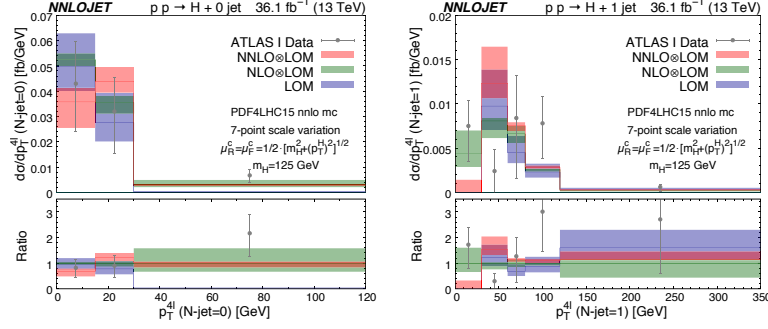 NNLOJET p p → H + 0 jet 36.1 fb⁻¹ (13 TeV)
dσ/dp_T^4l (N-jet=0) [fb/GeV]
0.07
0.06
0.05
0.04
0.03
0.02
0.01
0
ATLAS I Data
NNLO⊗LOM
NLO⊗LOM
LOM
PDF4LHC15 nnlo mc
7-point scale variation
μ_R^c=μ_F^c=1/2·[m_H^2+(p_T^H)^2]^1/2
m_H=125 GeV
Ratio
3
2
1
0
0 20 40 60 80 100 120
p_T^4l (N-jet=0) [GeV]
NNLOJET p p → H + 1 jet 36.1 fb⁻¹ (13 TeV)
dσ/dp_T^4l (N-jet=1) [fb/GeV]
0.02
0.015
0.01
0.005
0
ATLAS I Data
NNLO⊗LOM
NLO⊗LOM
LOM
PDF4LHC15 nnlo mc
7-point scale variation
μ_R^c=μ_F^c=1/2·[m_H^2+(p_T^H)^2]^1/2
m_H=125 GeV
Ratio
3
2
1
0
0 50 100 150 200 250 300 350
p_T^4l (N-jet=1) [GeV]